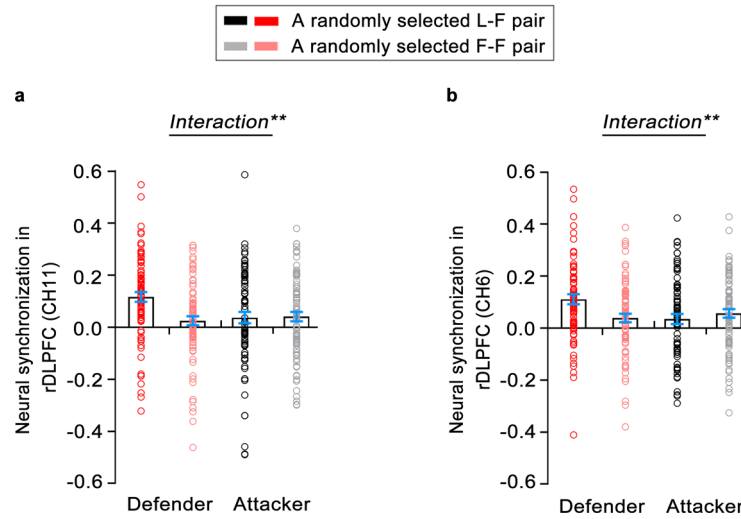 A randomly selected L-F pair
A randomly selected F-F pair
a
Interaction**
Neural synchronization in
rDLPFC (CH11)
0.6
0.4
0.2
0.0
-0.2
-0.4
-0.6
Defender Attacker
b
Interaction**
Neural synchronization in
rDLPFC (CH6)
0.6
0.4
0.2
0.0
-0.2
-0.4
-0.6
Defender Attacker